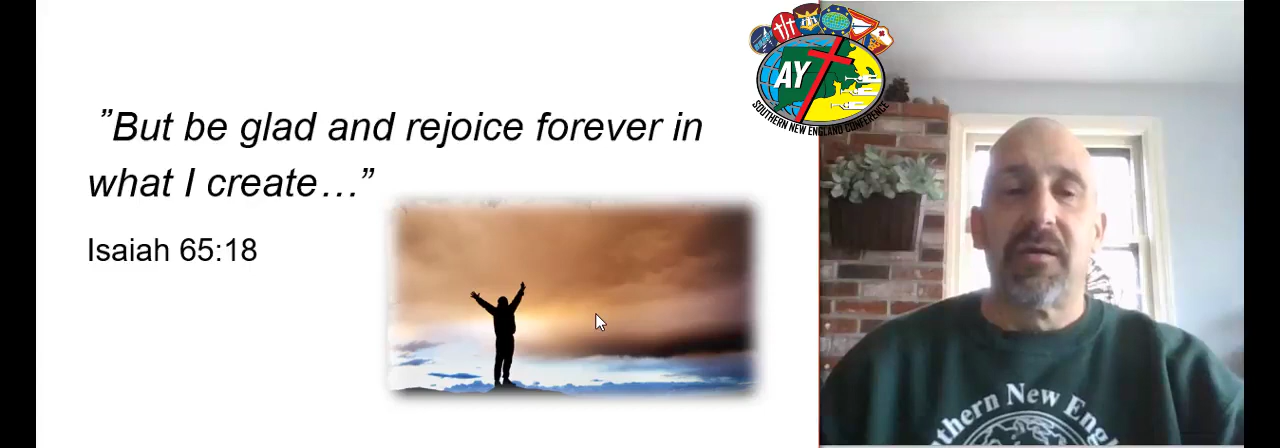 ”But be glad and rejoice forever in
what I create…”
Isaiah 65:18
AY
SOUTHERN NEW ENGLAND CONFERENCE
thern New Eng